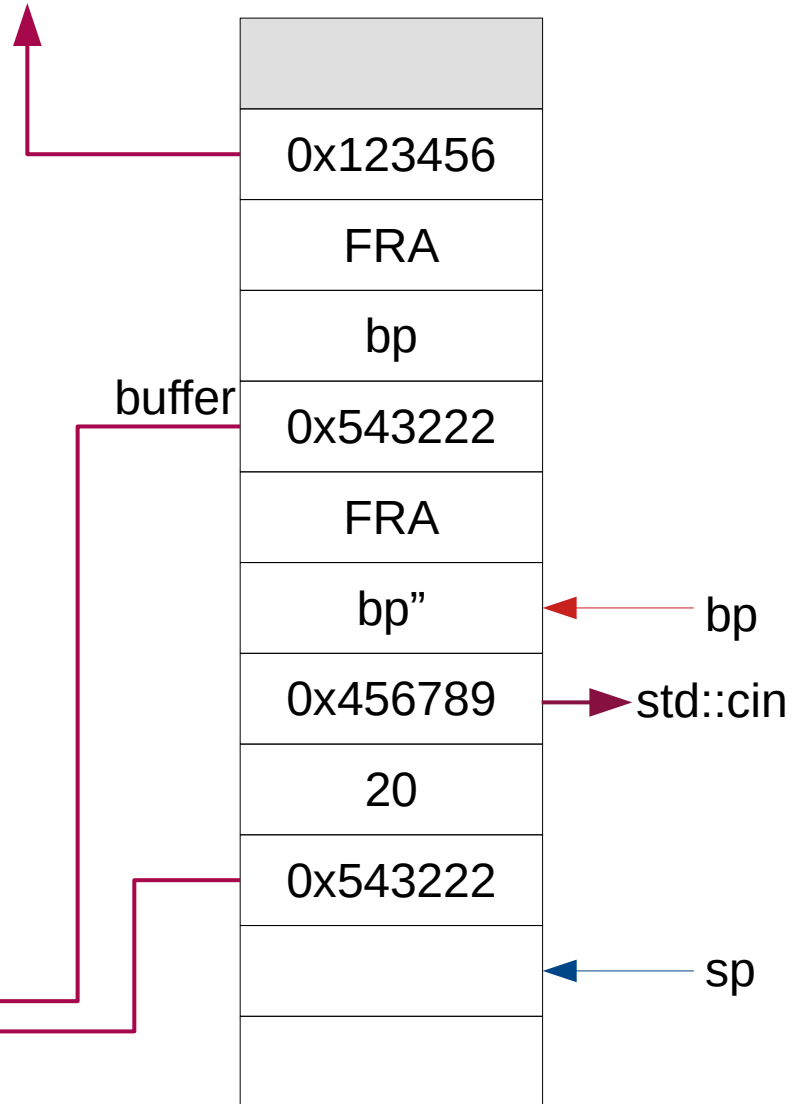 0x123456
FRA
bp
buffer
0x543222
FRA
bp”
bp
0x456789
std::cin
20
0x543222
sp